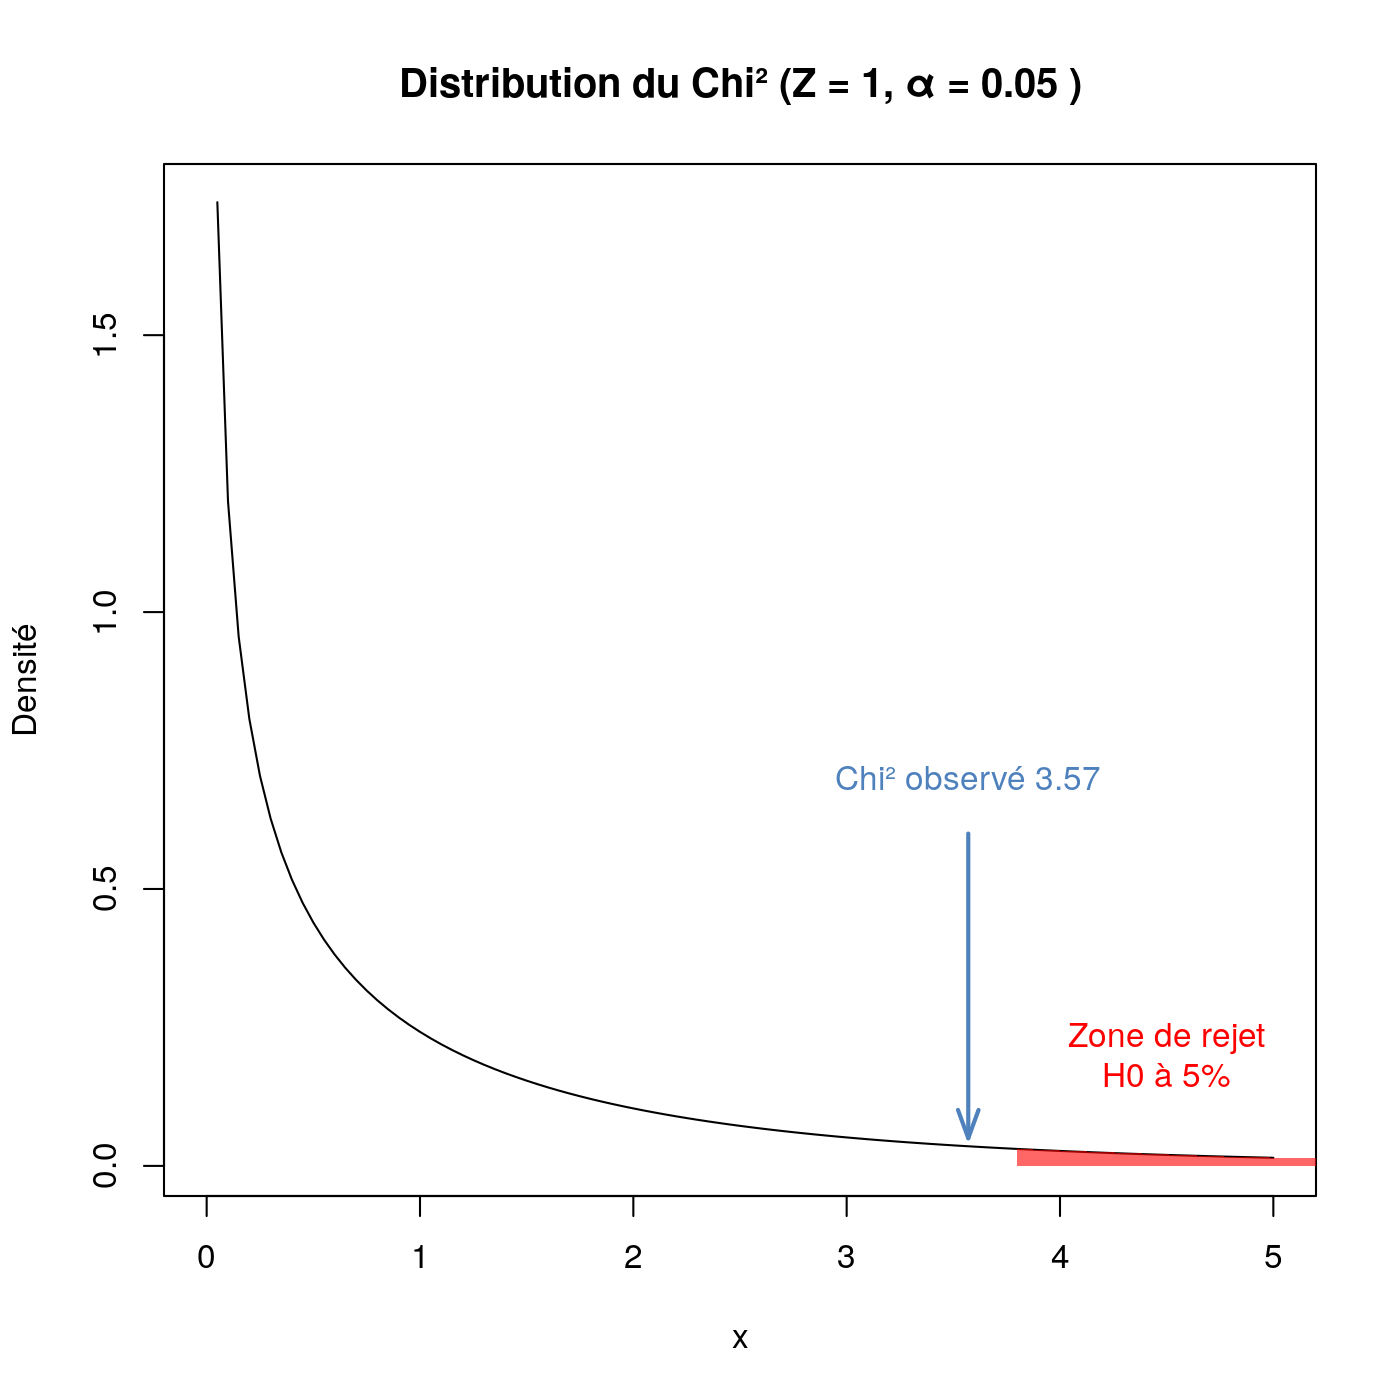 Distribution du Chi² (Z = 1, α = 0.05 )
Densité
1.5
1.0
0.5
0.0
Chi² observé 3.57
Zone de rejet
H0 à 5%
0 1 2 3 4 5
x